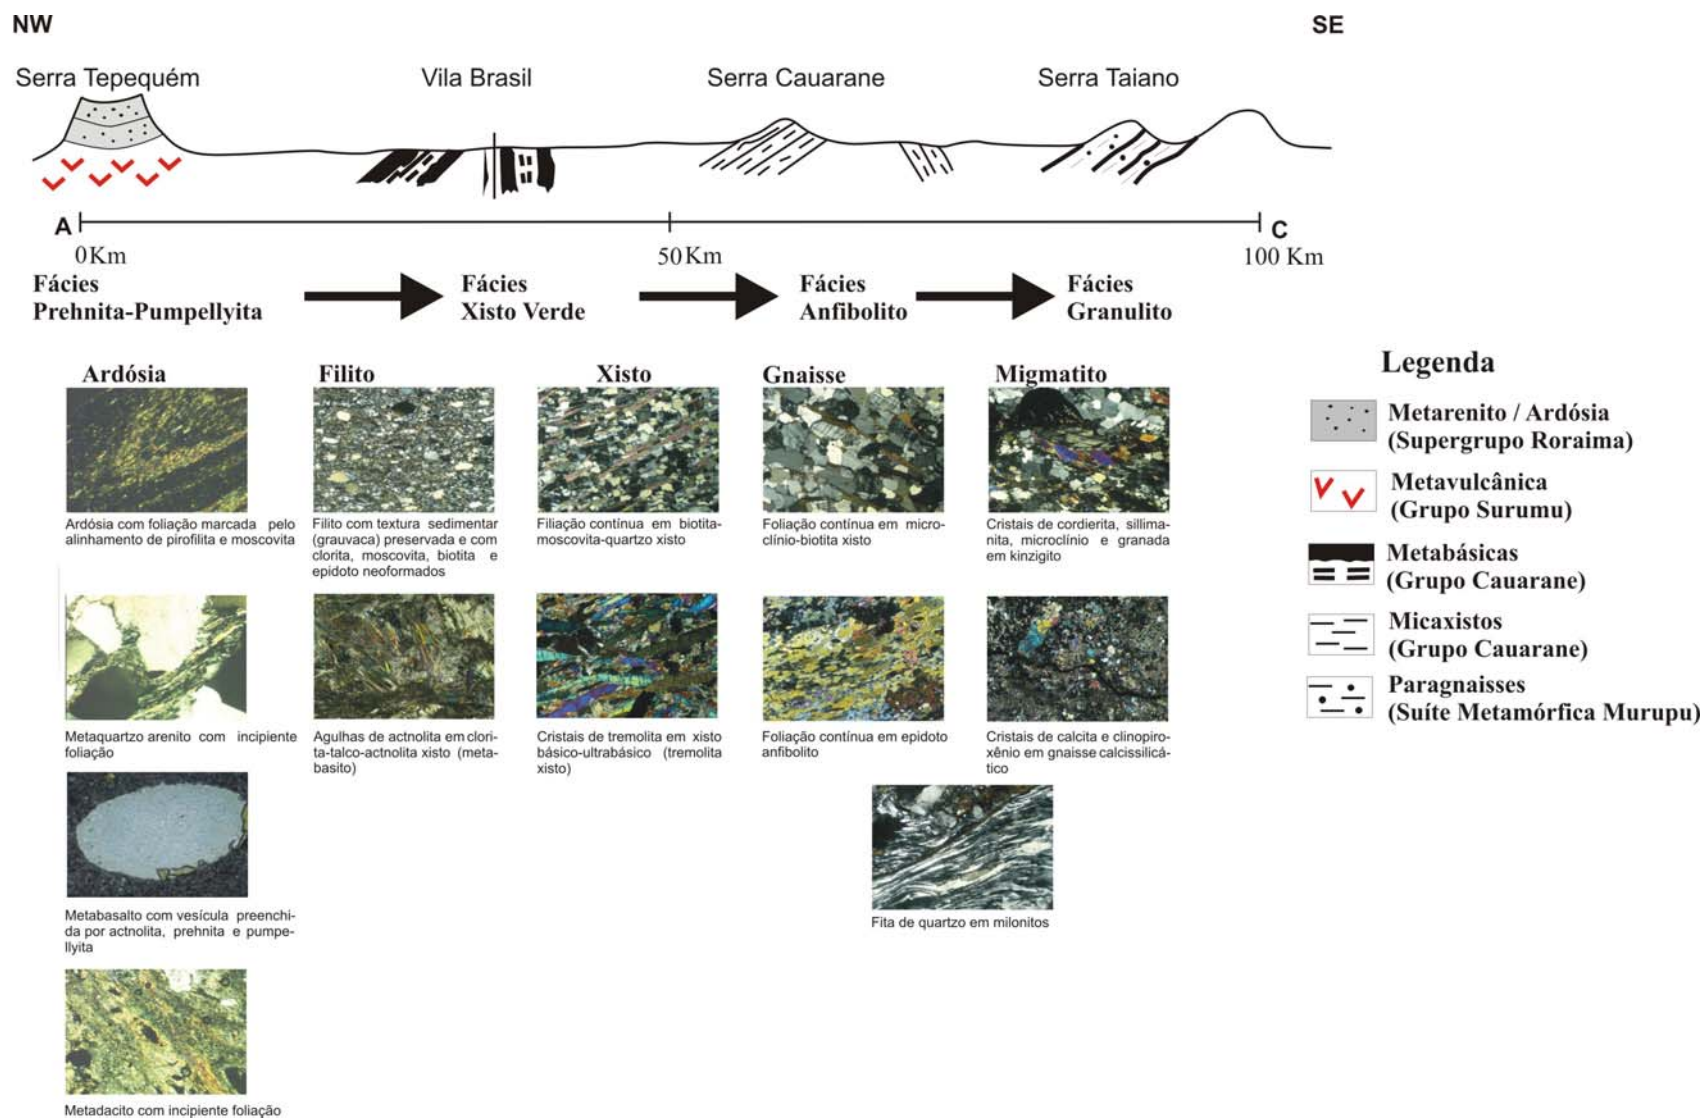 NW
SE
Serra Tepequém
Vila Brasil
Serra Cauarane
Serra Taiano
A
C
0Km
50Km
100 Km
Fácies
Prehnita-Pumpellyita
Fácies
Xisto Verde
Fácies
Anfibolito
Fácies
Granulito
Ardósia
Filito
Xisto
Gnaisse
Migmatito
Ardósia com foliação marcada pelo
alinhamento de pirofilita e moscovita
Filito com textura sedimentar
(grauvaca) preservada e com
clorita, moscovita, biotita e
epidoto neoformados
Filiação contínua em biotita-
moscovita-quartzo xisto
Foliação contínua em micro-
clínio-biotita xisto
Cristais de cordierita, sillima-
nita, microclínio e granada
em kinzigito
Metaquartzo arenito com incipiente
foliação
Agulhas de actnolita em clori-
ta-talco-actnolita xisto (meta-
basito)
Cristais de tremolita em xisto
básico-ultrabásico (tremolita
xisto)
Foliação contínua em epidoto
anfibolito
Cristais de calcita e clinopiro-
xênio em gnaisse calcissilicá-
tico
Metabasalto com vesícula preenchi-
da por actnolita, prehnita e pumpe-
llyita
Fita de quartzo em milonitos
Metadacito com incipiente foliação
Legenda
Metarenito / Ardósia
(Supergrupo Roraima)
Metavulcânica
(Grupo Surumu)
Metabásicas
(Grupo Cauarane)
Micaxistos
(Grupo Cauarane)
Paragnaisses
(Suíte Metamórfica Murupu)